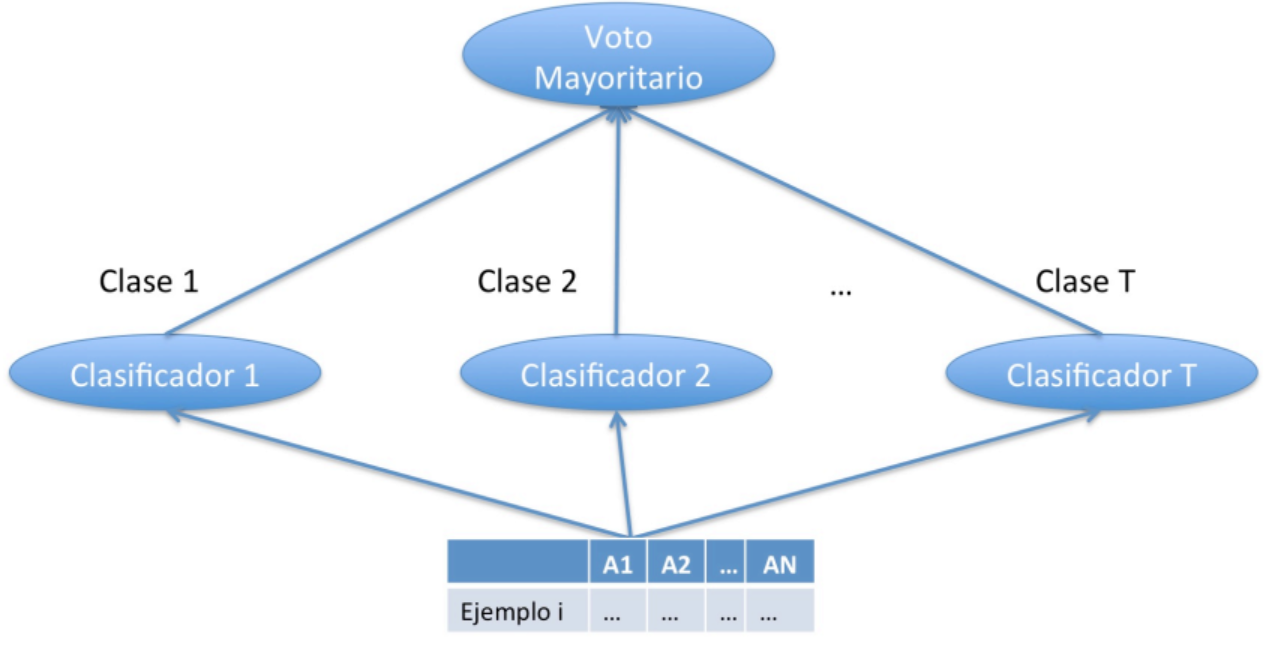 Voto
Mayoritario
Clase 1
Clase 2
...
Clase T
Clasificador 1
Clasificador 2
Clasificador T
A1 A2 ... AN
Ejemplo i ... ... ... ...